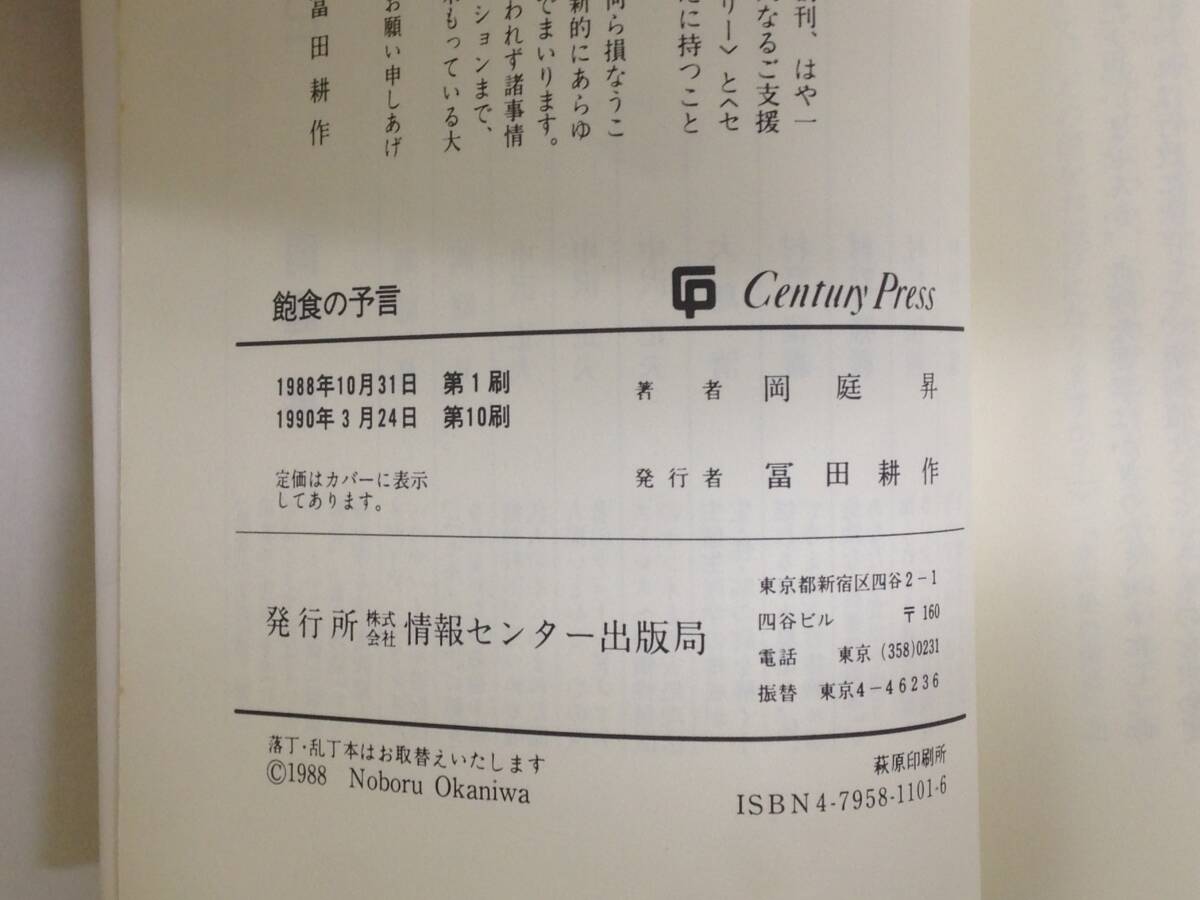 創刊、はや一
なるご支援
リー〉と〈セ
に持つこと
何ら損なうこ
新的にあらゆ
でまいります。
われず諸事情
ションまで、
もっている大
お願い申しあげ
冨田耕作
飽食の予言
Century Press
1988年10月31日 第1刷
1990年3月24日 第10刷
定価はカバーに表示
してあります。
著者 岡庭昇
発行者 冨田耕作
発行所 株式会社 情報センター出版局
東京都新宿区四谷2-1
四谷ビル 〒160
電話 東京(358)0231
振替 東京4-46236
落丁・乱丁本はお取替えいたします
©1988 Noboru Okaniwa
萩原印刷所
ISBN4-7958-1101-6